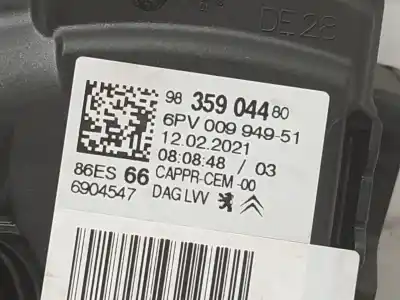 DE 28
98 359 044 80
6PV 009 949-51
12.02.2021
08:08:48 / 03
86ES 66 CAPPR-CEM -00
6904547 DAG LVV